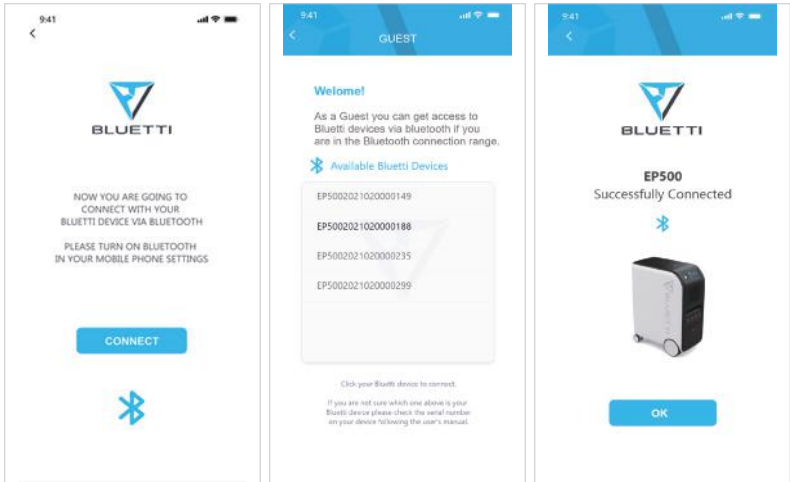 9:41
BLUETTI
NOW YOU ARE GOING TO
CONNECT WITH YOUR
BLUETTI DEVICE VIA BLUETOOTH
PLEASE TURN ON BLUETOOTH
IN YOUR MOBILE PHONE SETTINGS
CONNECT
9:41
GUEST
Welome!
As a Guest you can get access to
Bluetti devices via bluetooth if you
are in the Bluetooth connection range.
Available Bluetti Devices
EP5002021020000149
EP5002021020000188
EP5002021020000235
EP5002021020000299
Click your Bluetti device to connect.
If you are not sure which one above is your
Bluetti device please check the serial number
on your device following the user's manual.
9:41
BLUETTI
EP500
Successfully Connected
BLUETTI
OK